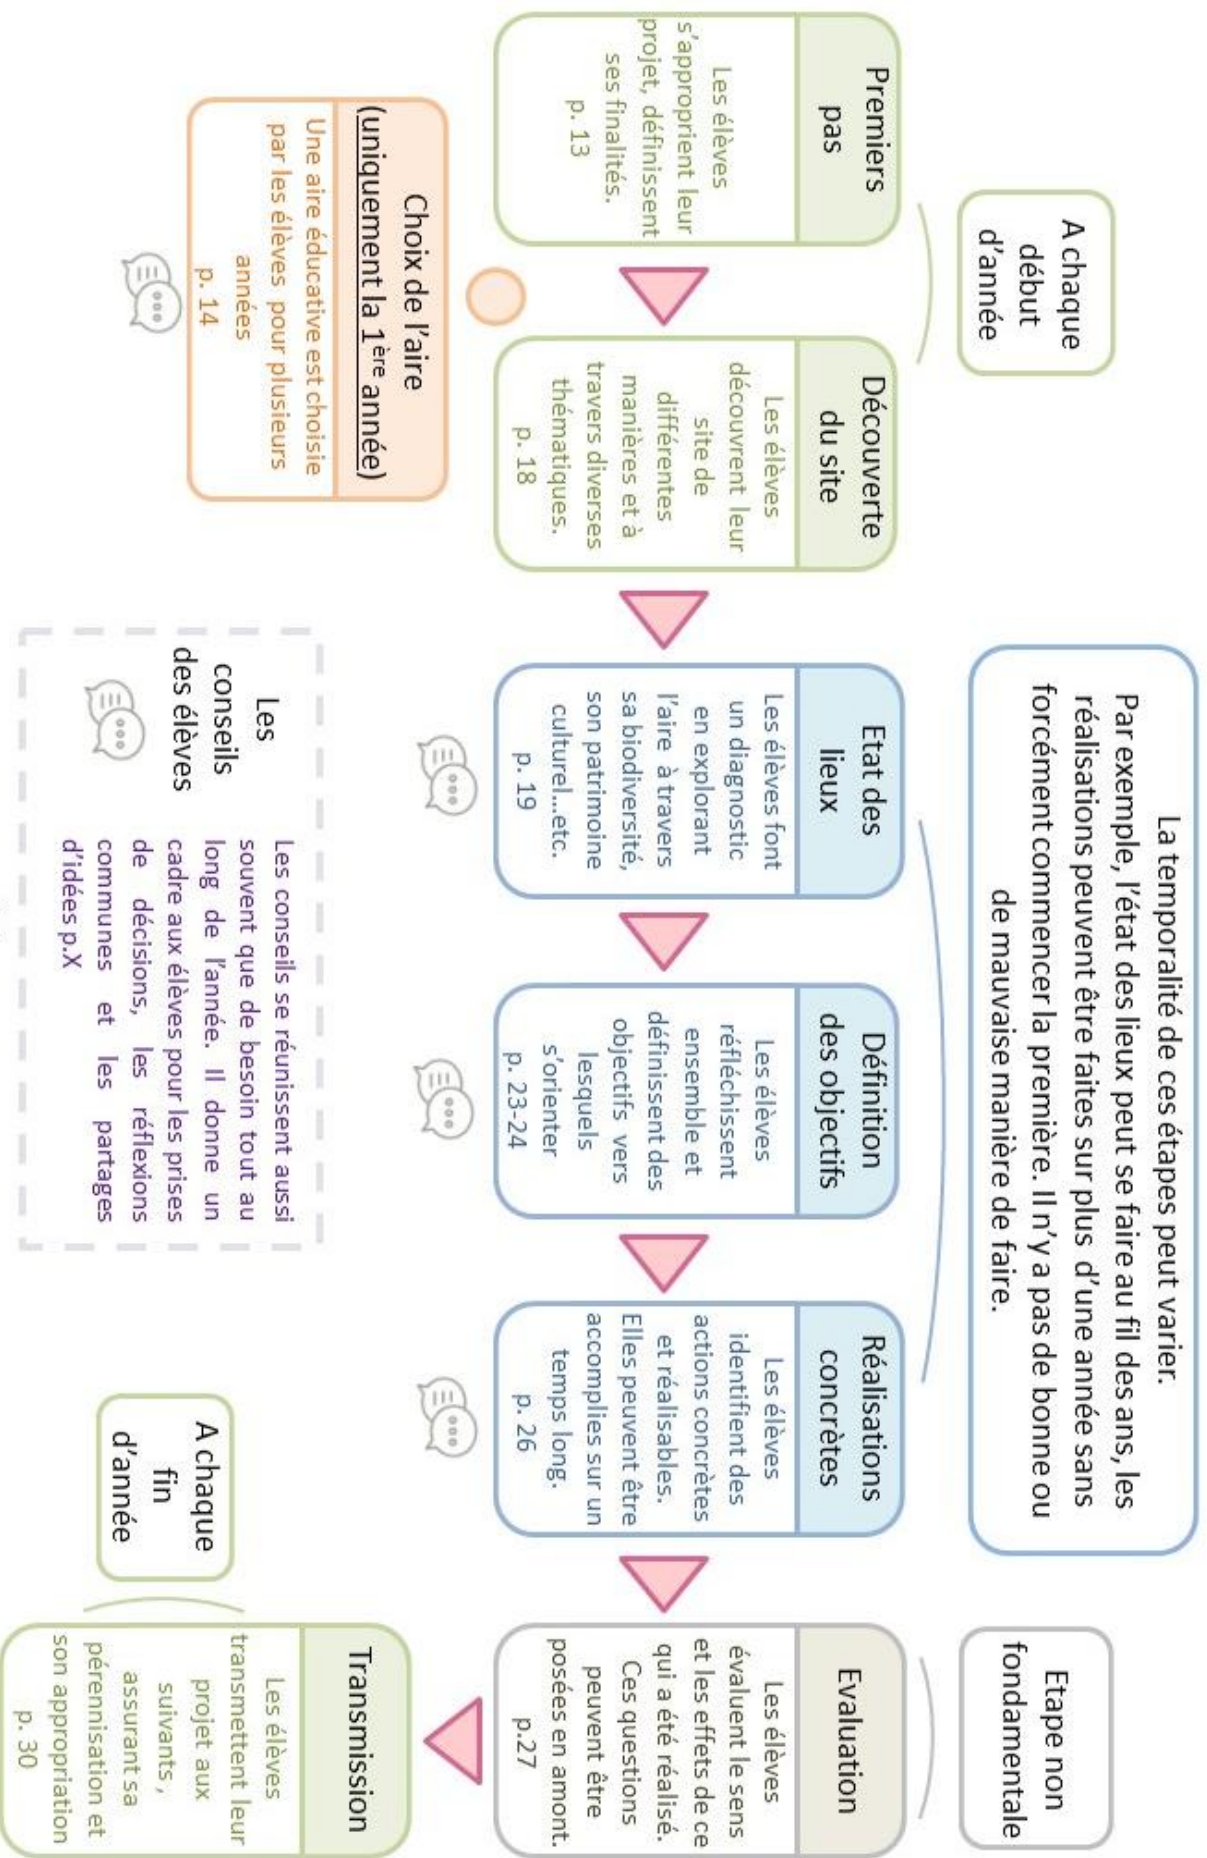 A chaque
début
d'année
La temporalité de ces étapes peut varier.
Par exemple, l'état des lieux peut se faire au fil des ans, les
réalisations peuvent être faites sur plus d'une année sans
forcément commencer la première. Il n'y a pas de bonne ou
de mauvaise manière de faire.
Etape non
fondamentale
Premiers
pas
Les élèves
s'approprient leur
projet, définissent
ses finalités.
p. 13
Découverte
du site
Les élèves
découvrent leur
site de
différentes
manières et à
travers diverses
thématiques.
p. 18
Etat des
lieux
Les élèves font
un diagnostic
en explorant
l'aire à travers
sa biodiversité,
son patrimoine
culturel...etc.
p. 19
Définition
des objectifs
Les élèves
réfléchissent
ensemble et
définissent des
objectifs vers
lesquels
s'orienter
p. 23-24
Réalisations
concrètes
Les élèves
identifient des
actions concrètes
et réalisables.
Elles peuvent être
accomplies sur un
temps long.
p. 26
Evaluation
Les élèves
évaluent le sens
et les effets de ce
qui a été réalisé.
Ces questions
peuvent être
posées en amont.
p.27
Choix de l'aire
(uniquement la 1ère année)
Une aire éducative est choisie
par les élèves pour plusieurs
années
p. 14
Les
conseils
des élèves
Les conseils se réunissent aussi
souvent que de besoin tout au
long de l'année. Il donne un
cadre aux élèves pour les prises
de décisions, les réflexions
communes et les partages
d'idées p.X
A chaque
fin
d'année
Transmission
Les élèves
transmettent leur
projet aux
suivants,
assurant sa
pérennisation et
son appropriation
p. 30